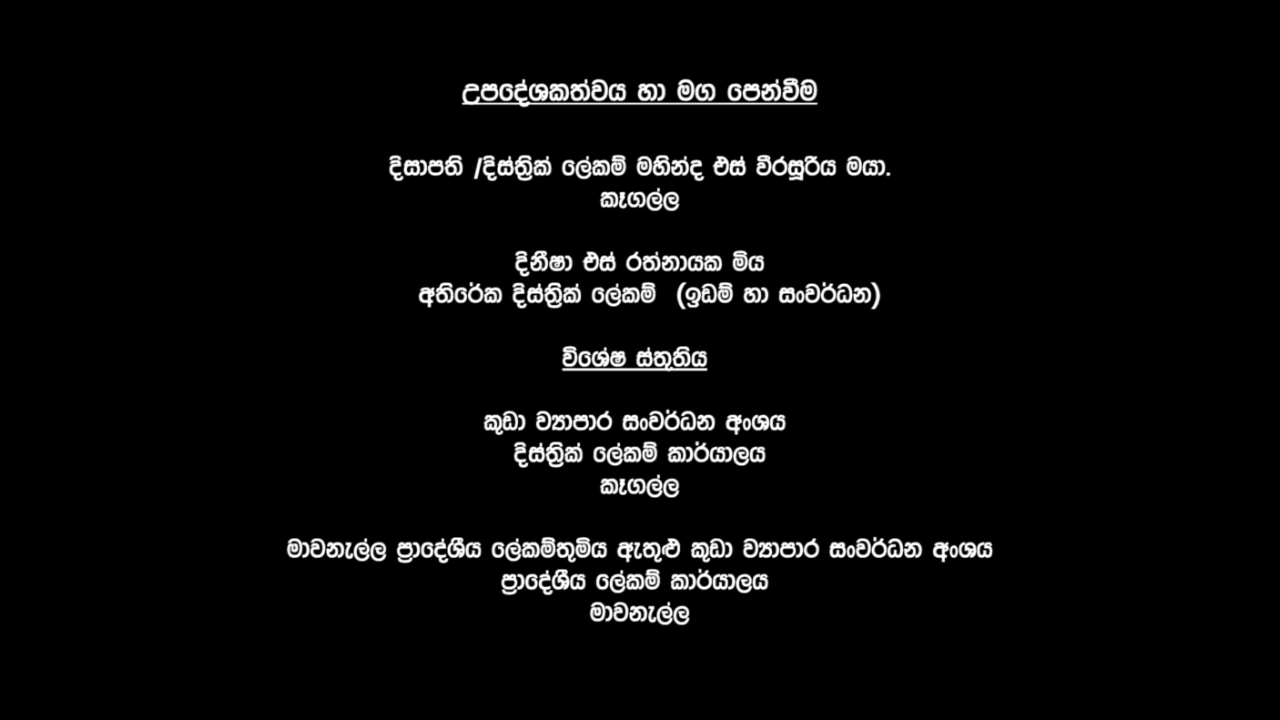 උපදේශකත්වය හා මග පෙන්වීම
දිසාපති /දිස්ත්‍රික් ලේකම් මහින්ද එස් වීරසූරිය මයා.
කෑගල්ල
දිනීෂා එස් රත්නායක මිය
අතිරේක දිස්ත්‍රික් ලේකම් (ඉඩම් හා සංවර්ධන)
විශේෂ ස්තූතිය
කුඩා ව්‍යාපාර සංවර්ධන අංශය
දිස්ත්‍රික් ලේකම් කාර්යාලය
කෑගල්ල
මාවනැල්ල ප්‍රාදේශීය ලේකම්තුමිය ඇතුළු කුඩා ව්‍යාපාර සංවර්ධන අංශය
ප්‍රාදේශීය ලේකම් කාර්යාලය
මාවනැල්ල